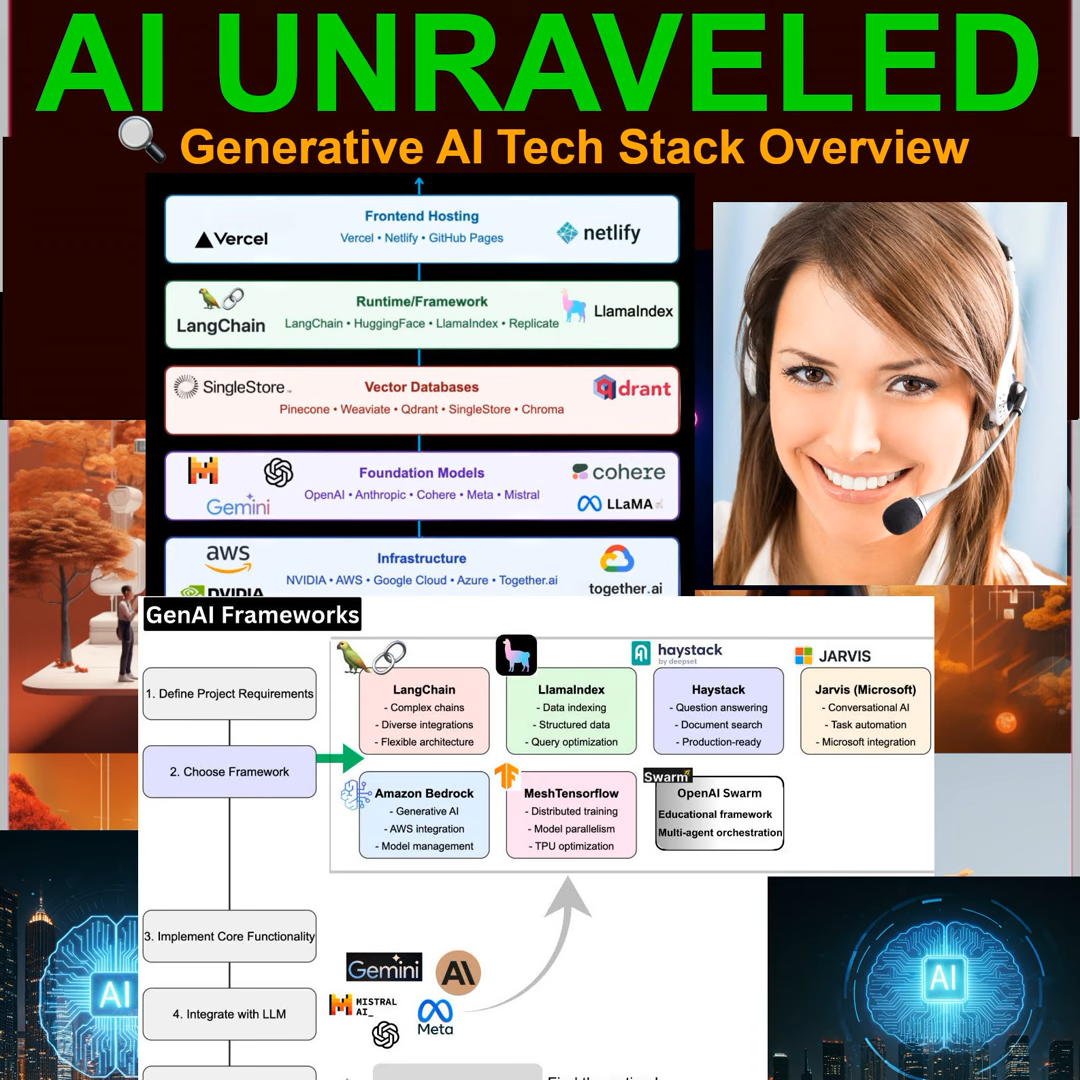 AI UNRAVELED
Generative AI Tech Stack Overview
Frontend Hosting
Vercel
Vercel • Netlify • GitHub Pages
netlify
Runtime/Framework
LangChain
LangChain • HuggingFace • LlamaIndex • Replicate
LlamaIndex
SingleStore
Vector Databases
qdrant
Pinecone • Weaviate • Qdrant • SingleStore • Chroma
Foundation Models
cohere
Gemini
OpenAI • Anthropic • Cohere • Meta • Mistral
LLaMA
aws
Infrastructure
NVIDIA • AWS • Google Cloud • Azure • Together.ai
NVIDIA
together.ai
GenAI Frameworks
haystack
by deepset
JARVIS
1. Define Project Requirements
LangChain
- Complex chains
- Diverse integrations
- Flexible architecture
LlamaIndex
- Data indexing
- Structured data
- Query optimization
Haystack
- Question answering
- Document search
- Production-ready
Jarvis (Microsoft)
- Conversational AI
- Task automation
- Microsoft integration
2. Choose Framework
Amazon Bedrock
- Generative AI
- AWS integration
- Model management
MeshTensorflow
- Distributed training
- Model parallelism
- TPU optimization
Swarm
OpenAI Swarm
Educational framework
Multi-agent orchestration
3. Implement Core Functionality
Gemini
AI
MISTRAL
AI_
Meta
4. Integrate with LLM
AI
AI